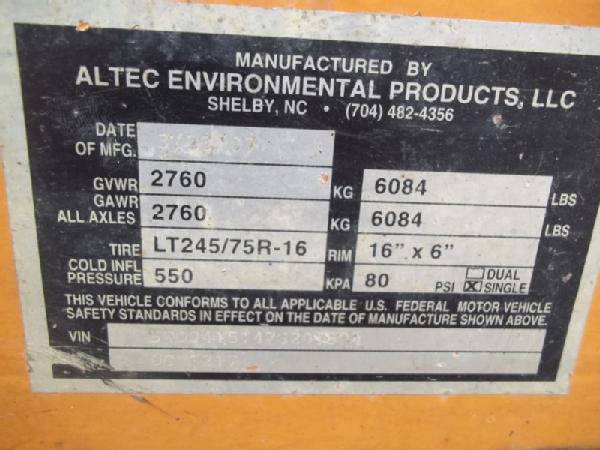 MANUFACTURED BY
ALTEC ENVIRONMENTAL PRODUCTS, LLC
SHELBY, NC • (704) 482-4356
DATE OF MFG.
GVWR 2760 KG 6084 LBS
GAWR ALL AXLES 2760 KG 6084 LBS
TIRE LT245/75R-16 RIM 16" x 6"
COLD INFL PRESSURE 550 KPA 80 PSI DUAL SINGLE
THIS VEHICLE CONFORMS TO ALL APPLICABLE U.S. FEDERAL MOTOR VEHICLE
SAFETY STANDARDS IN EFFECT ON THE DATE OF MANUFACTURE SHOWN ABOVE.
VIN